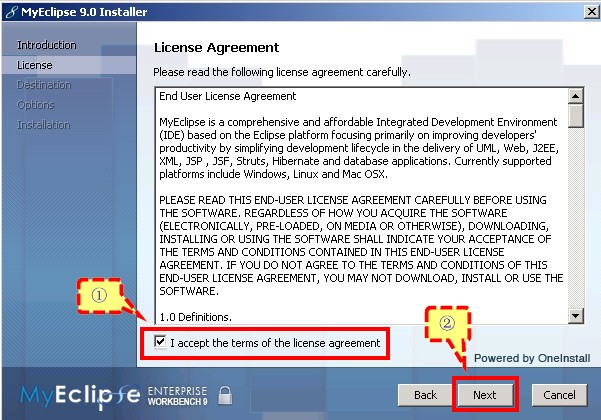 MyEclipse 9.0 Installer
Introduction
License
Destination
Options
Installation
License Agreement
Please read the following license agreement carefully.
End User License Agreement
MyEclipse is a comprehensive and affordable Integrated Development Environment
(IDE) based on the Eclipse platform focusing primarily on improving developers'
productivity by simplifying development lifecycle in the delivery of UML, Web, J2EE,
XML, JSP , JSF, Struts, Hibernate and database applications. Currently supported
platforms include Windows, Linux and Mac OSX.
PLEASE READ THIS END-USER LICENSE AGREEMENT CAREFULLY BEFORE USING
THE SOFTWARE. REGARDLESS OF HOW YOU ACQUIRE THE SOFTWARE
(ELECTRONICALLY, PRE-LOADED, ON MEDIA OR OTHERWISE), DOWNLOADING,
INSTALLING OR USING THE SOFTWARE SHALL INDICATE YOUR ACCEPTANCE OF
THE TERMS AND CONDITIONS CONTAINED IN THIS END-USER LICENSE
AGREEMENT. IF YOU DO NOT AGREE TO THE TERMS AND CONDITIONS OF THIS
END-USER LICENSE AGREEMENT, YOU MAY NOT DOWNLOAD, INSTALL OR USE THE
SOFTWARE.
1.0 Definitions.
①
I accept the terms of the license agreement
②
Powered by OneInstall
MyEclipse ENTERPRISE
WORKBENCH 9
Back
Next
Cancel